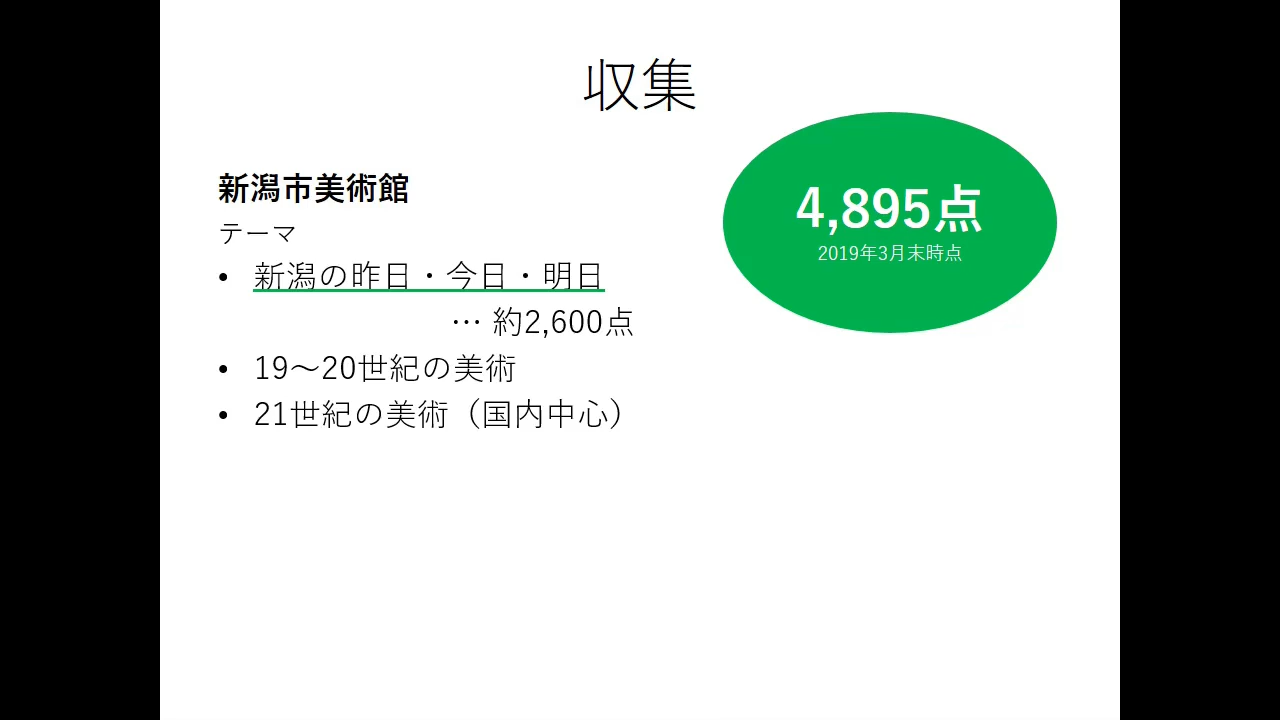 収集
新潟市美術館
テーマ
• 新潟の昨日・今日・明日
… 約2,600点
• 19～20世紀の美術
• 21世紀の美術（国内中心）
4,895点
2019年3月末時点